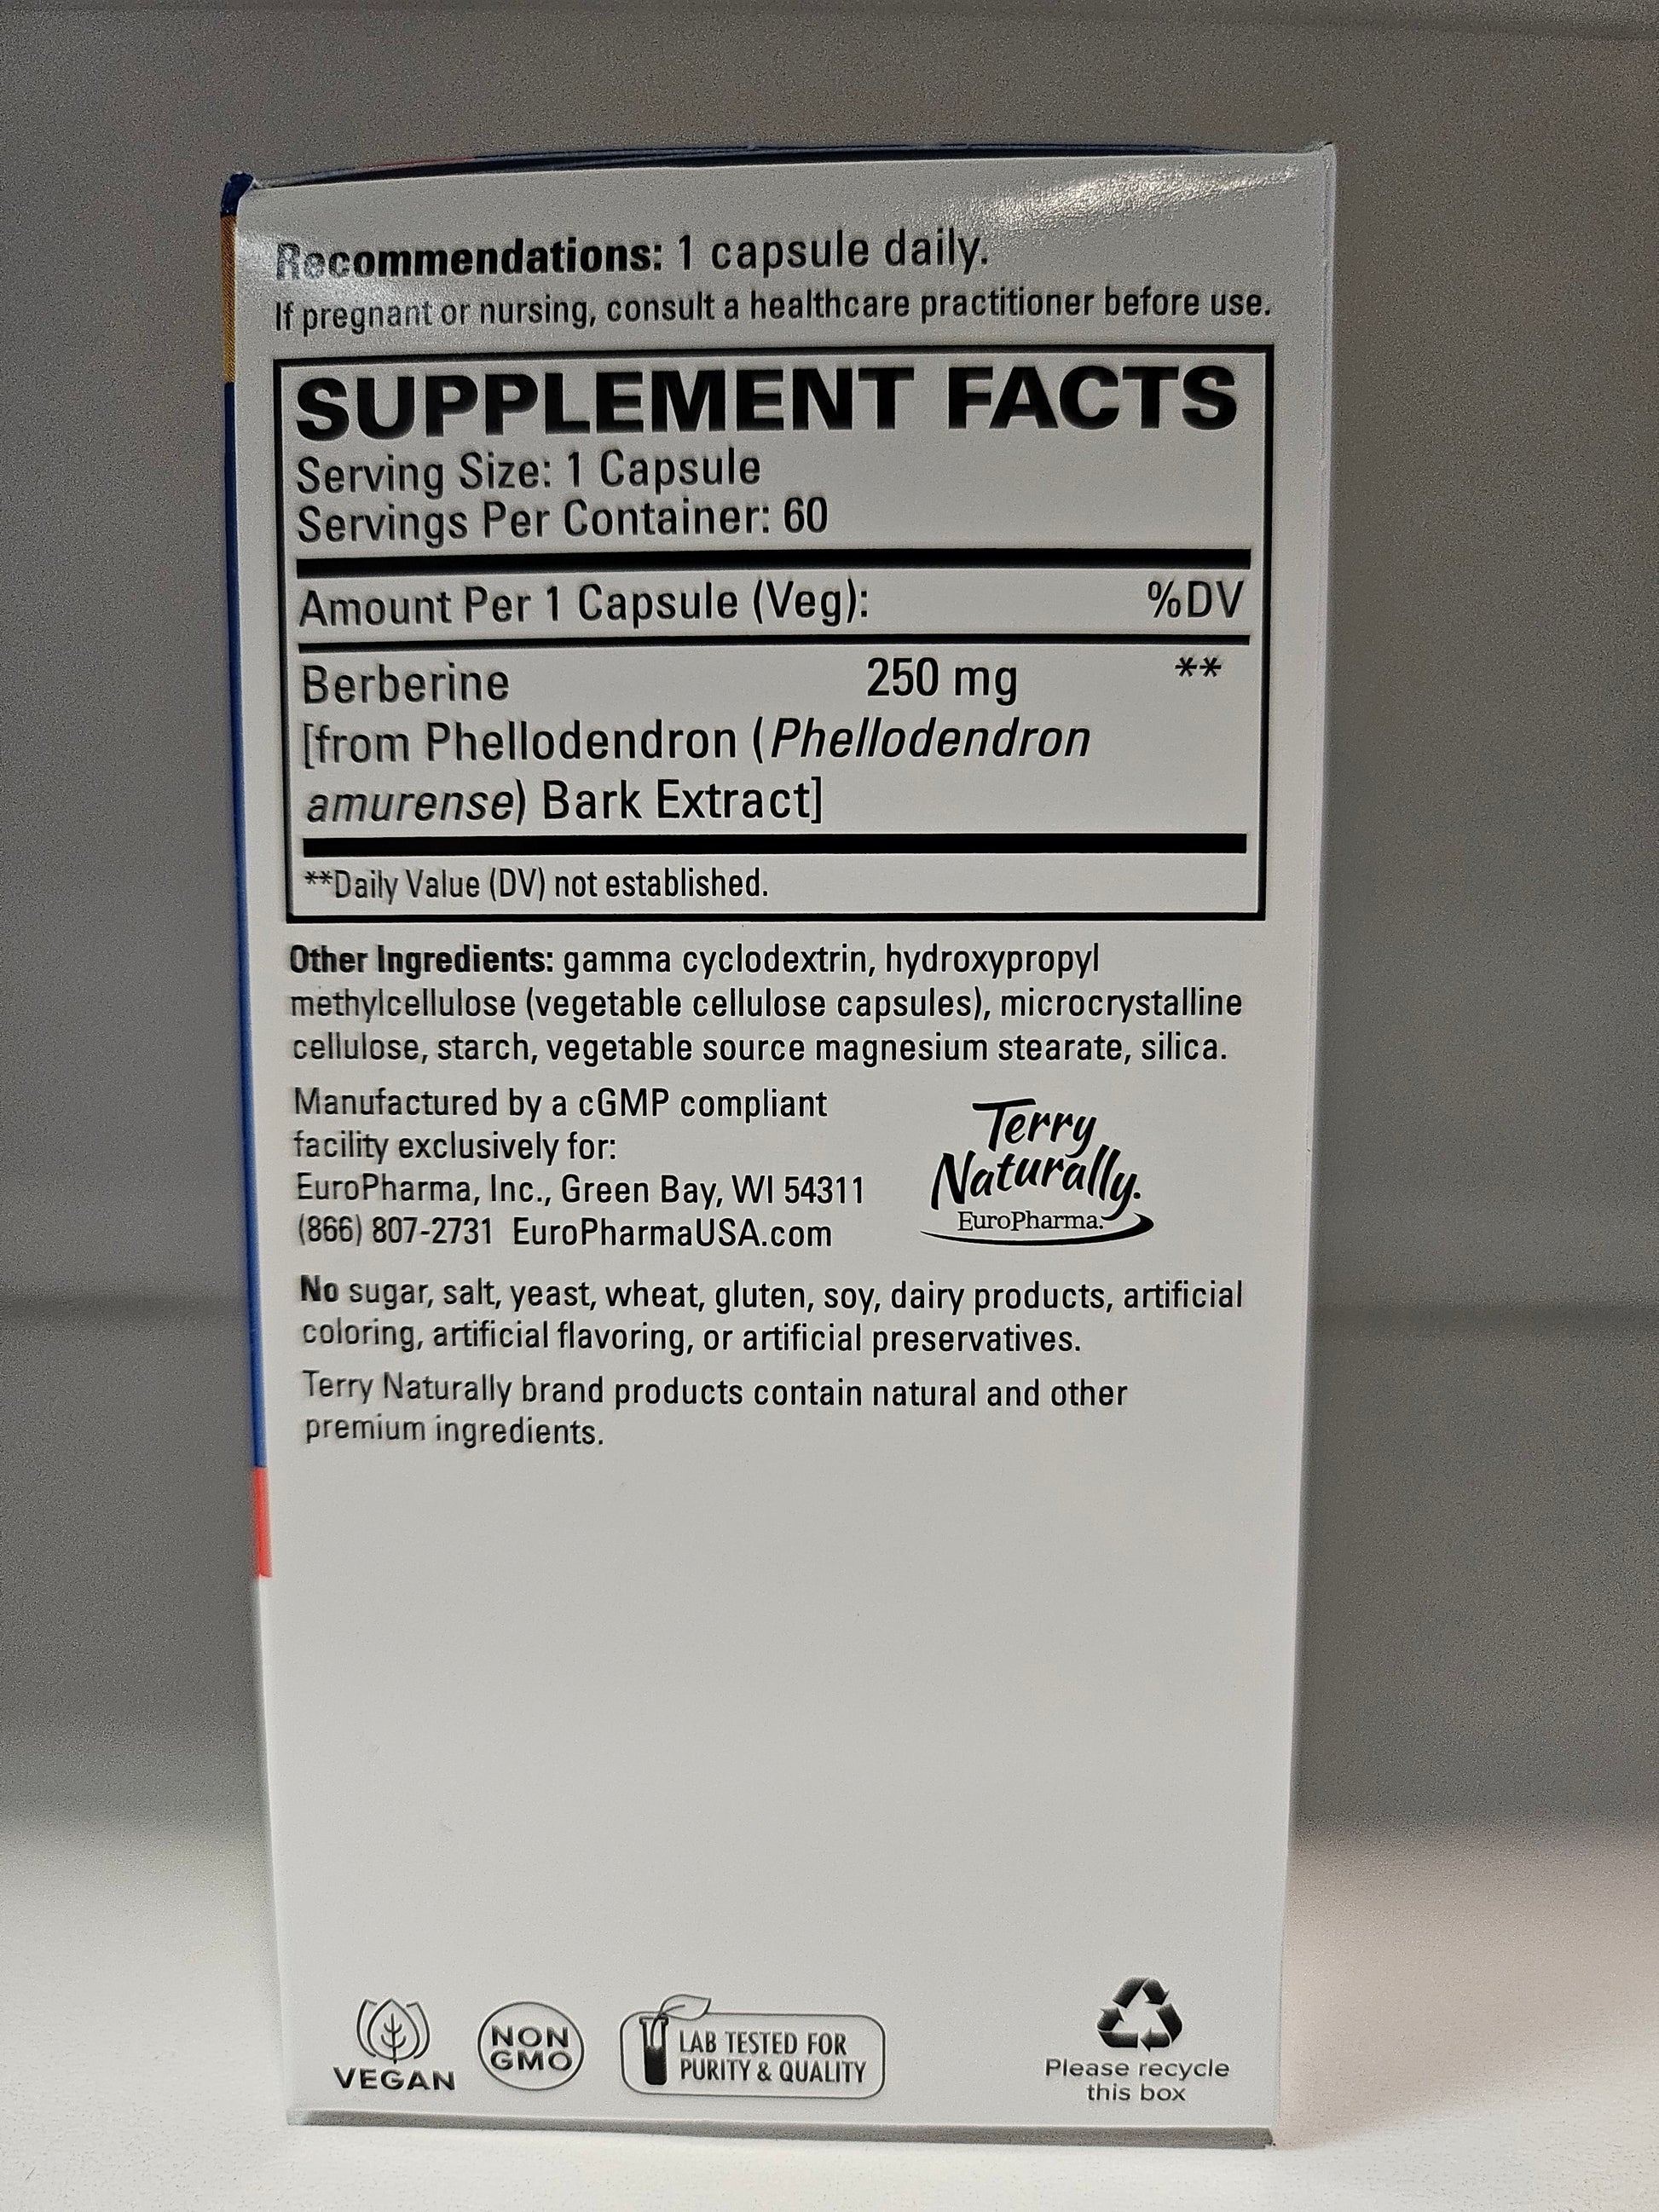 Recommendations: 1 capsule daily.
If pregnant or nursing, consult a healthcare practitioner before use.
SUPPLEMENT FACTS
Serving Size: 1 Capsule
Servings Per Container: 60
Amount Per 1 Capsule (Veg): %DV
Berberine 250 mg **
[from Phellodendron (Phellodendron
amurense) Bark Extract]
**Daily Value (DV) not established.
Other Ingredients: gamma cyclodextrin, hydroxypropyl
methylcellulose (vegetable cellulose capsules), microcrystalline
cellulose, starch, vegetable source magnesium stearate, silica.
Manufactured by a cGMP compliant
facility exclusively for:
EuroPharma, Inc., Green Bay, WI 54311
(866) 807-2731 EuroPharmaUSA.com
Terry
Naturally.
EuroPharma.
No sugar, salt, yeast, wheat, gluten, soy, dairy products, artificial
coloring, artificial flavoring, or artificial preservatives.
Terry Naturally brand products contain natural and other
premium ingredients.
VEGAN
NON
GMO
LAB TESTED FOR
PURITY & QUALITY
Please recycle
this box